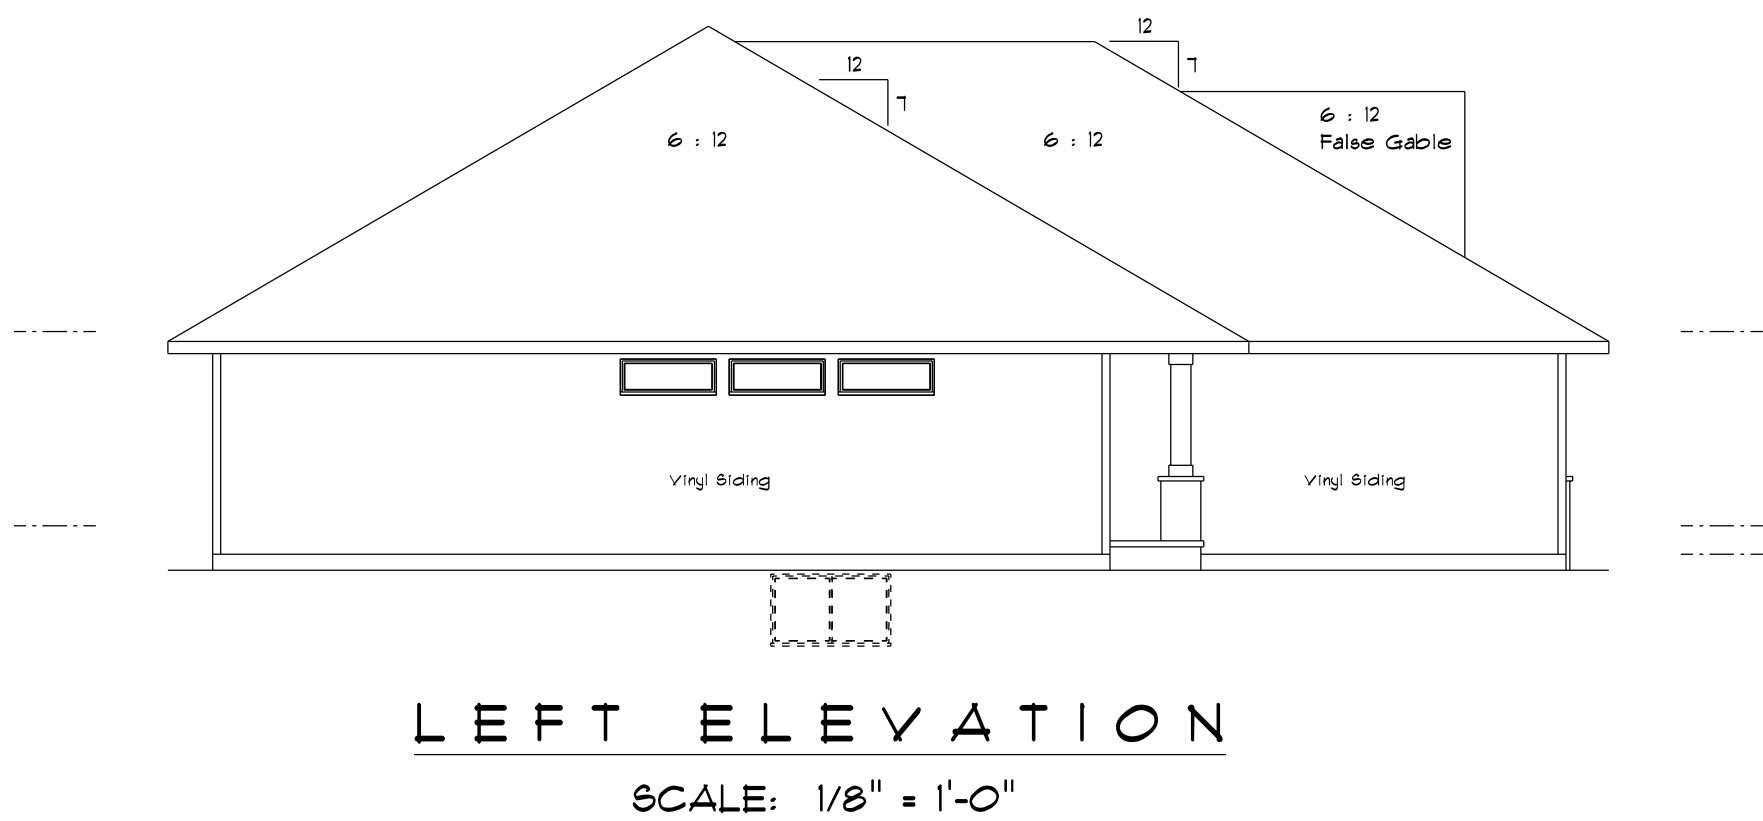 12
7
12
7
6 : 12
False Gable
6 : 12
6 : 12
Vinyl Siding
Vinyl Siding
LEFT ELEVATION
SCALE: 1/8" = 1'-0"